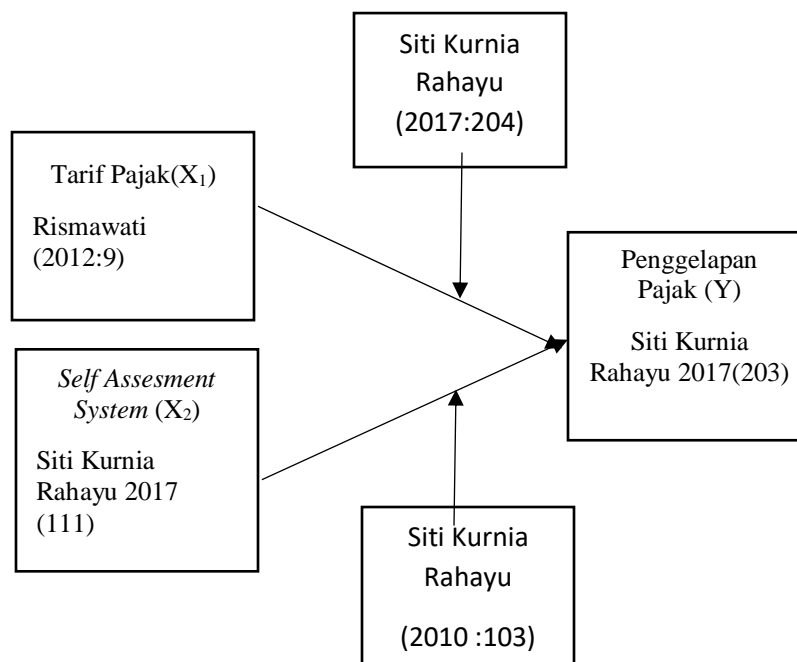 Siti Kurnia
Rahayu
(2017:204)
Tarif Pajak(X₁)
Rismawati
(2012:9)
Penggelapan
Pajak (Y)
Siti Kurnia
Rahayu 2017(203)
Self Assesment
System (X₂)
Siti Kurnia
Rahayu 2017
(111)
Siti Kurnia
Rahayu
(2010 :103)